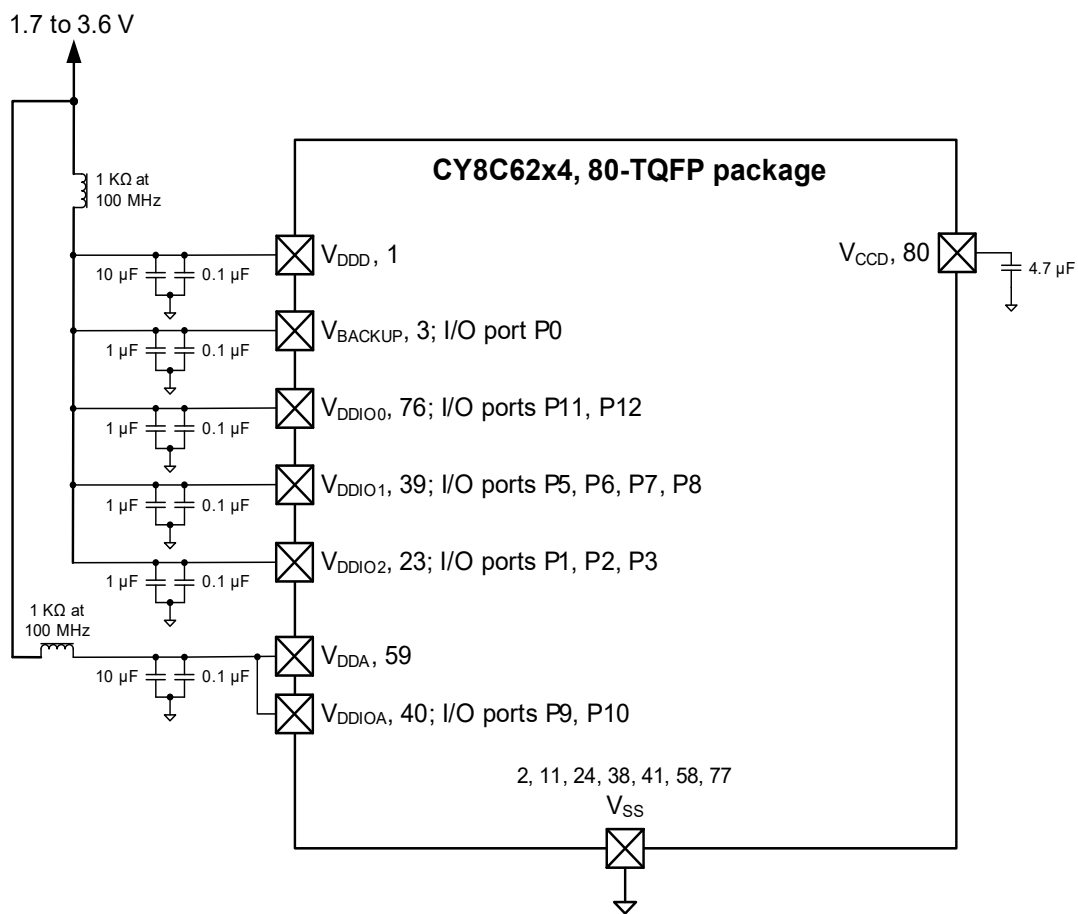 1.7 to 3.6 V
CY8C62x4, 80-TQFP package
1 KΩ at
100 MHz
10 µF
0.1 µF
VDDD, 1
VCCD, 80
4.7 µF
1 µF
0.1 µF
VBACKUP, 3; I/O port P0
1 µF
0.1 µF
VDDIO0, 76; I/O ports P11, P12
1 µF
0.1 µF
VDDIO1, 39; I/O ports P5, P6, P7, P8
1 µF
0.1 µF
VDDIO2, 23; I/O ports P1, P2, P3
1 KΩ at
100 MHz
10 µF
0.1 µF
VDDA, 59
VDDIOA, 40; I/O ports P9, P10
2, 11, 24, 38, 41, 58, 77
VSS